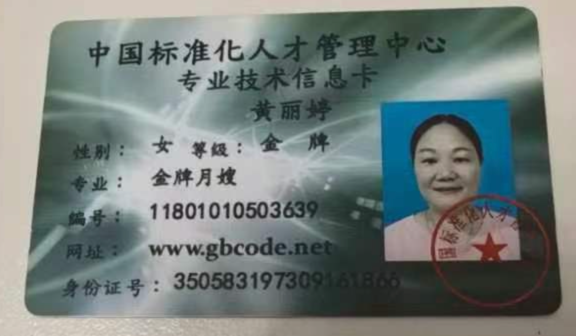 中国标准化人才管理中心
专业技术信息卡
黄丽婷
性别： 女 等级： 金 牌
专业： 金牌月嫂
编号： 11801010503639
网址： www.gbcode.net
身份证号： 350583197309161866
国标准化人才